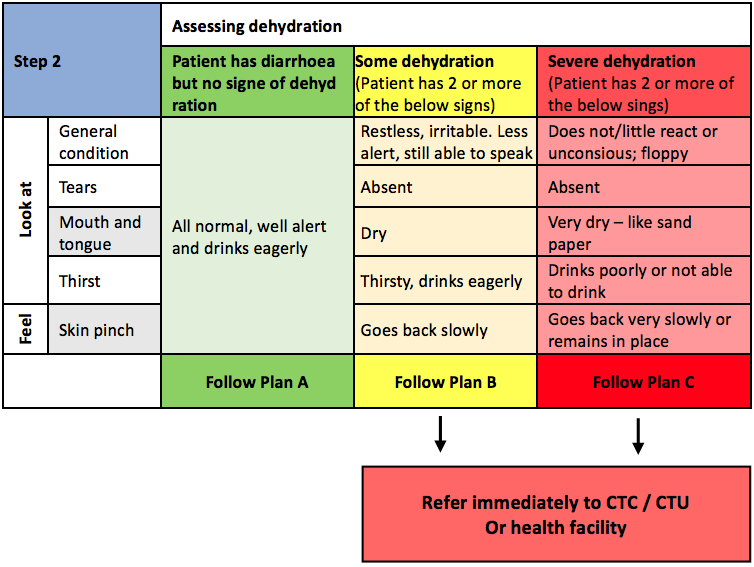 Step 2
Assessing dehydration
Patient has diarrhoea
but no signe of dehyd
ration
Some dehydration
(Patient has 2 or more
of the below signs)
Severe dehydration
(Patient has 2 or more of
the below sings)
Look at
General
condition
All normal, well alert
and drinks eagerly
Restless, irritable. Less
alert, still able to speak
Does not/little react or
unconsious; floppy
Tears
Absent
Absent
Mouth and
tongue
Dry
Very dry – like sand
paper
Thirst
Thirsty, drinks eagerly
Drinks poorly or not able
to drink
Feel
Skin pinch
Goes back slowly
Goes back very slowly or
remains in place
Follow Plan A
Follow Plan B
Follow Plan C
Refer immediately to CTC / CTU
Or health facility